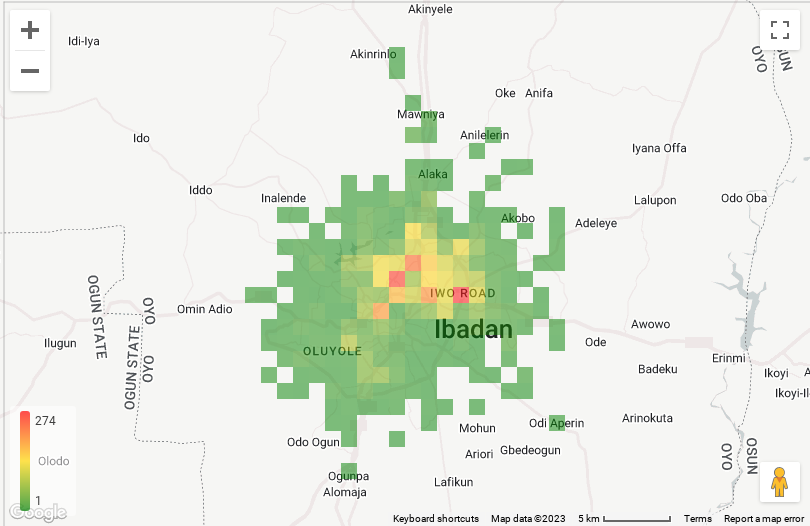 Akinyele
Idi-Iya
Akinrinlo
OYO
OSUN
Oke
Anifa
Mawniya
Anilelerin
Ido
Iyana Offa
Alaka
Iddo
Inalende
Lalupon
Odo Oba
Akobo
Adeleye
OGUN STATE
OYO
IWO ROAD
Omin Adio
OGUN STATE
OYO
Ibadan
Awowo
Ilugun
OLUYOLE
Ode
Erinmi
Badeku
Ikoyi
Ikoyi-Il
274
Olodo
1
Odo Ogun
Mohun
Odi Aperin
Arinokuta
Ariori
Gbedeogun
OYO
OSUN
Ogunpa
Alomaja
Lafikun
Google
Keyboard shortcuts
Map data ©2023
5 km
Terms
Report a map error